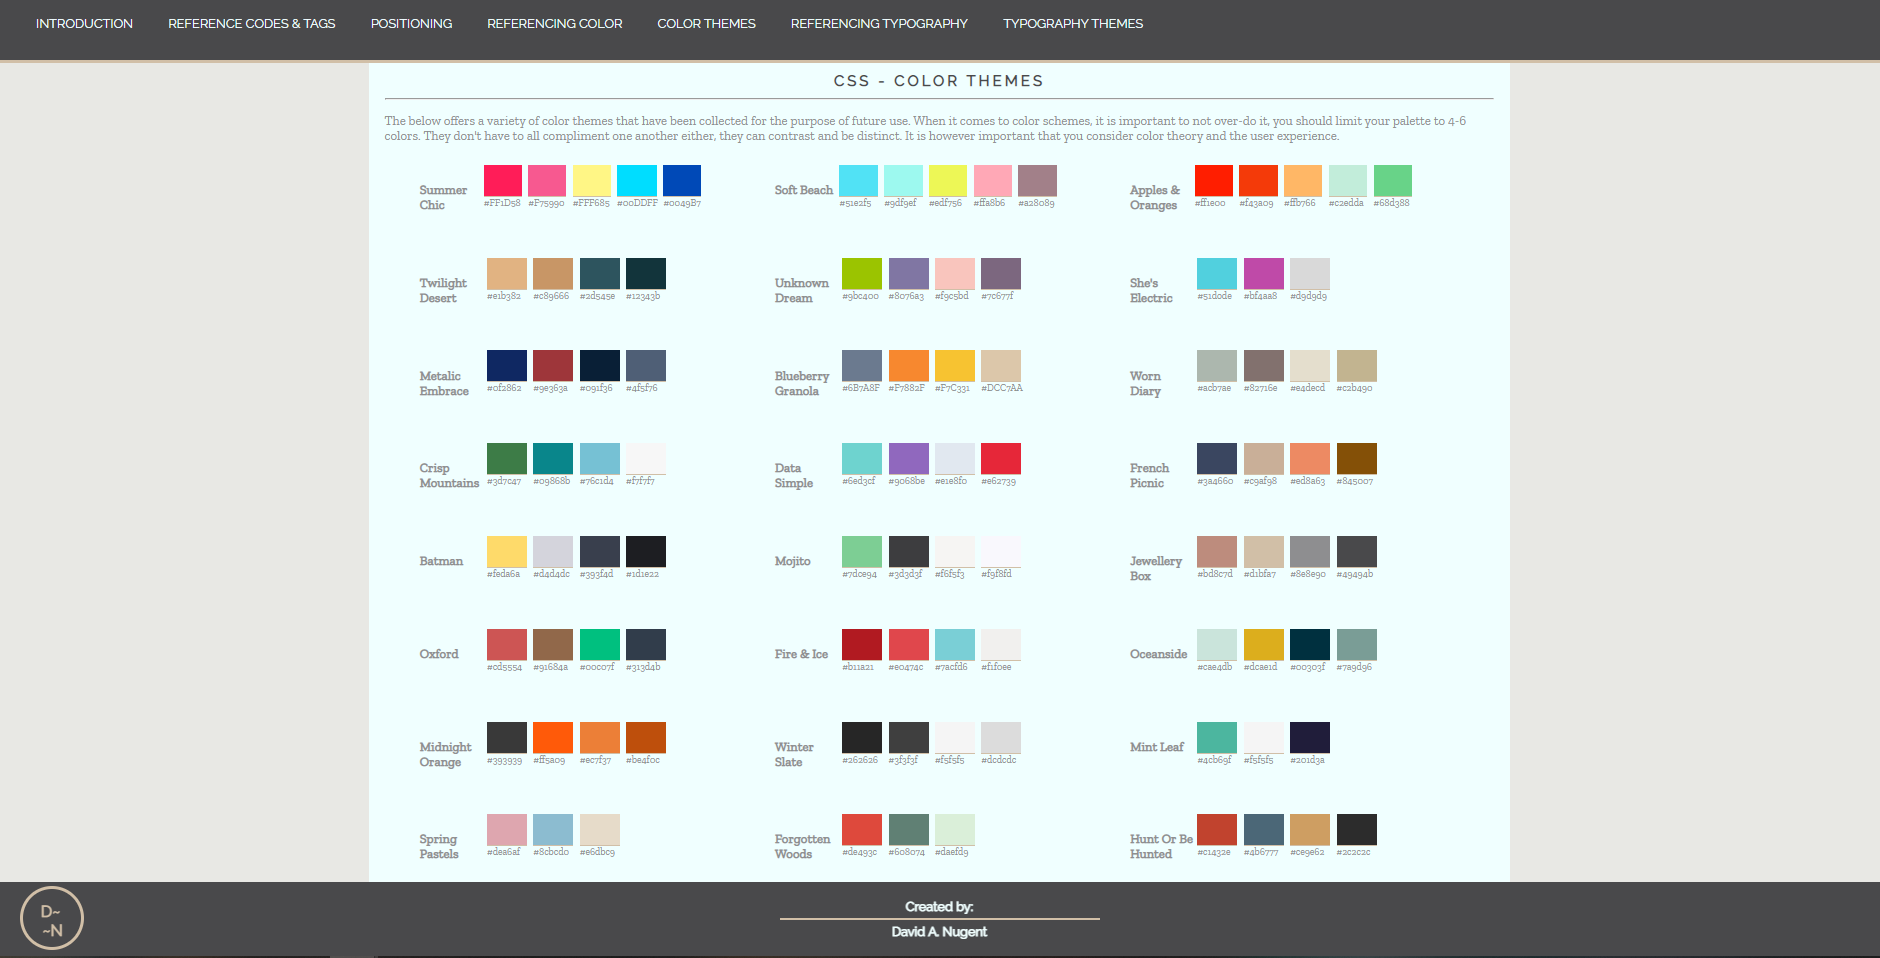 INTRODUCTION REFERENCE CODES & TAGS POSITIONING REFERENCING COLOR COLOR THEMES REFERENCING TYPOGRAPHY TYPOGRAPHY THEMES
CSS - COLOR THEMES
The below offers a variety of color themes that have been collected for the purpose of future use. When it comes to color schemes, it is important to not over-do it, you should limit your palette to 4-6
colors. They don't have to all compliment one another either, they can contrast and be distinct. It is however important that you consider color theory and the user experience.
Summer
Chic
#FF1D58 #F75990 #FFF685 #00DDFF #0049B7
Soft Beach
#51e2f5 #9df9ef #edf756 #ffa8b6 #a28089
Apples &
Oranges
#ff1e00 #f43a09 #ffb766 #c2edda #68d388
Twilight
Desert
#e1b382 #c89666 #2d545e #12343b
Unknown
Dream
#9bc400 #8076a3 #f9c5bd #7c677f
She's
Electric
#51d0de #bf4aa8 #d9d9d9
Metalic
Embrace
#0f2862 #9e363a #091f36 #4f5f76
Blueberry
Granola
#6B7A8F #F7882F #F7C331 #DCC7AA
Worn
Diary
#acb7ae #82716e #e4decd #c2b490
Crisp
Mountains
#3d7c47 #09868b #76c1d4 #f7f7f7
Data
Simple
#6ed3cf #9068be #e1e8f0 #e62739
French
Picnic
#3a4660 #c9af98 #ed8a63 #845007
Batman
#feda6a #d4d4dc #393f4d #1d1e22
Mojito
#7dce94 #3d3d3f #f6f5f3 #f9f8fd
Jewellery
Box
#bd8c7d #d1bfa7 #8e8e90 #49494b
Oxford
#cd5554 #91684a #00c07f #313d4b
Fire & Ice
#b11a21 #e0474c #7acfd6 #f1f0ee
Oceanside
#cae4db #dcae1d #00303f #7a9d96
Midnight
Orange
#393939 #ff5a09 #ec7f37 #be4f0c
Winter
Slate
#262626 #3f3f3f #f5f5f5 #dcdcdc
Mint Leaf
#4cb69f #f5f5f5 #201d3a
Spring
Pastels
#dea6af #8cbcd0 #e6dbc9
Forgotten
Woods
#de493c #608074 #daefd9
Hunt Or Be
Hunted
#c1432e #4b6777 #ce9e62 #2c2c2c
D~
~N
Created by:
David A. Nugent